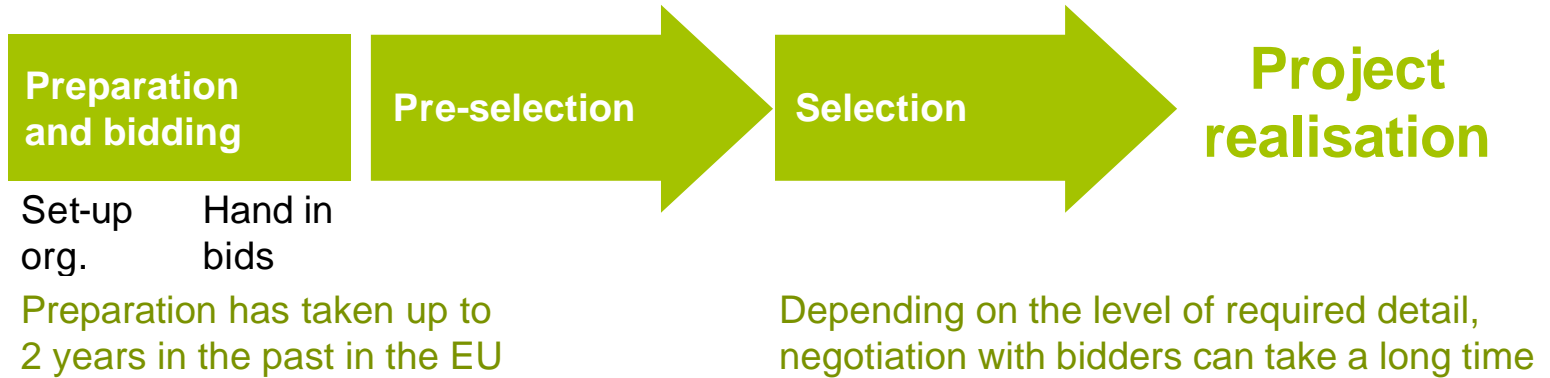 Preparation
and bidding
Pre-selection
Selection
Project
realisation
Set-up
org.
Hand in
bids
Preparation has taken up to
2 years in the past in the EU
Depending on the level of required detail,
negotiation with bidders can take a long time